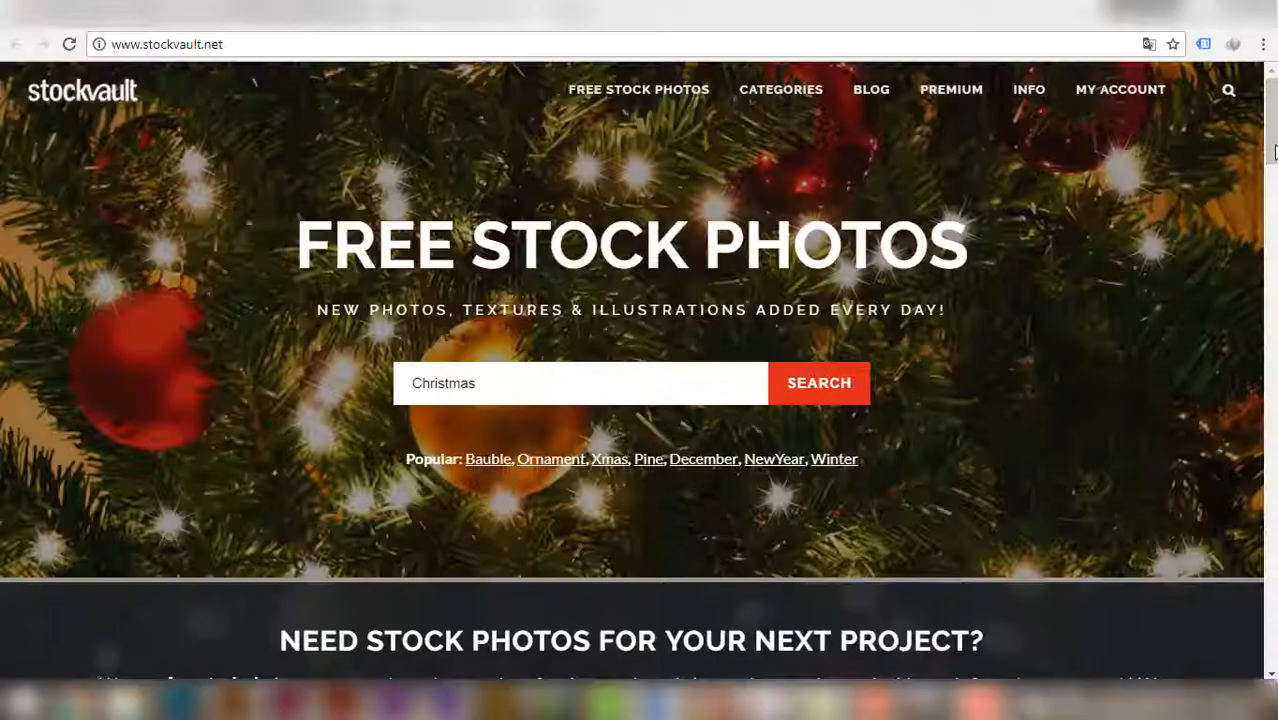 www.stockvault.net
stockvault
FREE STOCK PHOTOS CATEGORIES BLOG PREMIUM INFO MY ACCOUNT
FREE STOCK PHOTOS
NEW PHOTOS, TEXTURES & ILLUSTRATIONS ADDED EVERY DAY!
Christmas SEARCH
Popular: Bauble, Ornament, Xmas, Pine, December, NewYear, Winter
NEED STOCK PHOTOS FOR YOUR NEXT PROJECT?